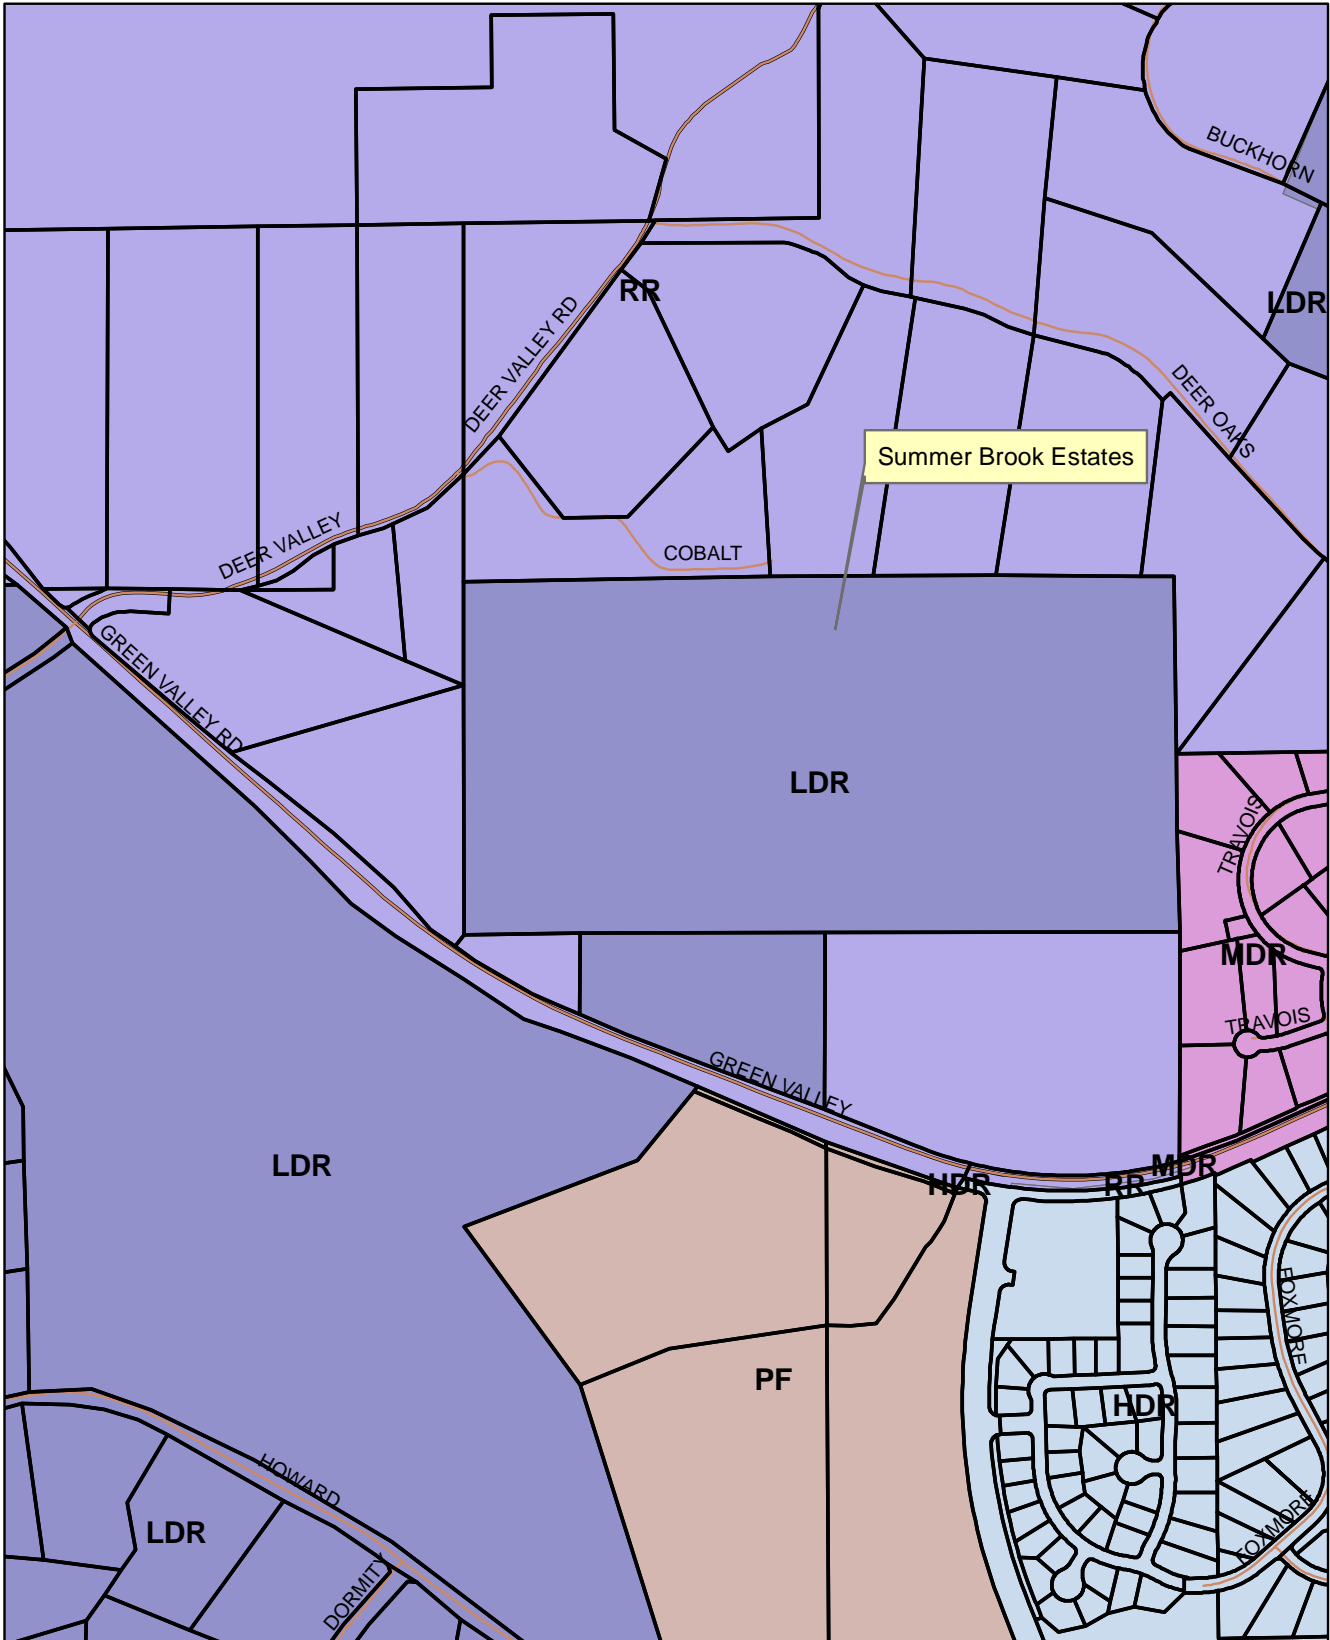 BUCKHORN
RR
LDR
DEER VALLEY RD
DEER OAKS
Summer Brook Estates
DEER VALLEY
COBALT
GREEN VALLEY RD
LDR
TRAVOIS
MDR
TRAVOIS
GREEN VALLEY
LDR
MDR
HDR
RR
FOXMORE
PF
HDR
HOWARD
LDR
FOXMORE
DORMITY